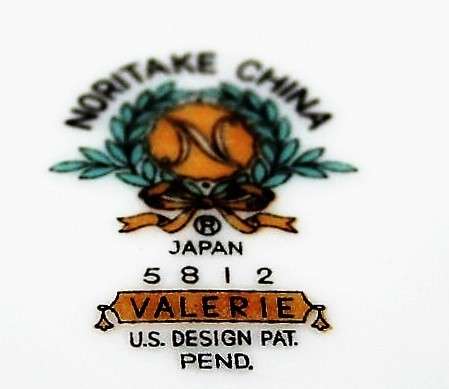 NORITAKE CHINA
N
®
JAPAN
5812
VALERIE
U.S. DESIGN PAT.
PEND.